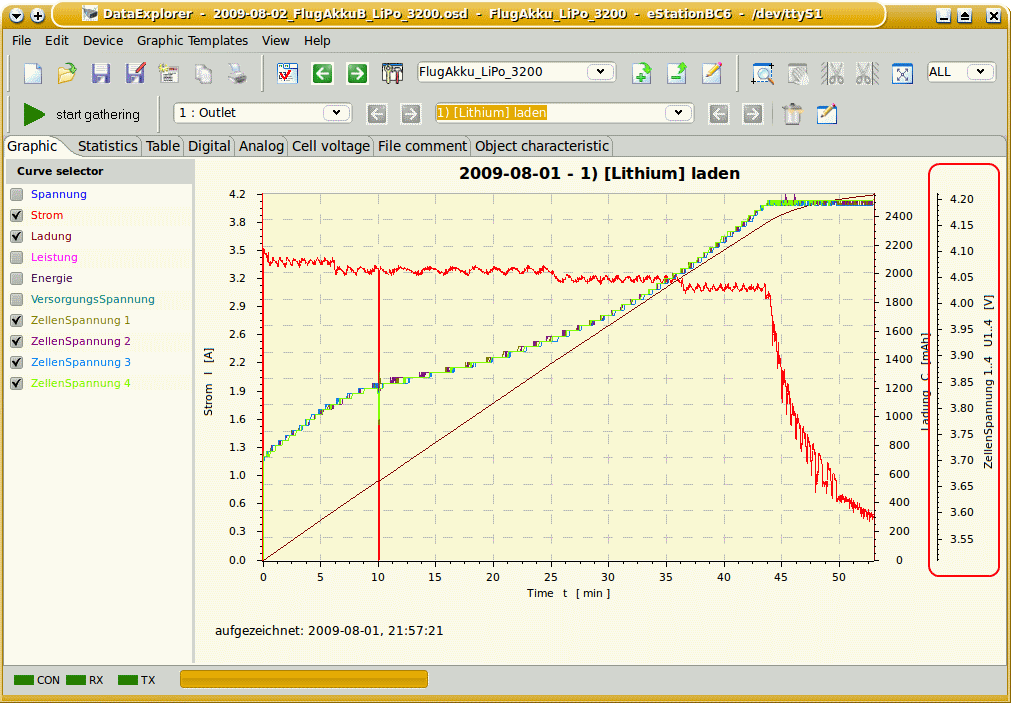 DataExplorer - 2009-08-02_FlugAkkuB_LiPo_3200.osd - FlugAkku_LiPo_3200 - eStationBC6 - /dev/ttyS1
File Edit Device Graphic Templates View Help
FlugAkku_LiPo_3200
ALL
start gathering
1 : Outlet
1) [Lithium] laden
Graphic Statistics Table Digital Analog Cell voltage File comment Object characteristic
Curve selector
Spannung
Strom
Ladung
Leistung
Energie
VersorgungsSpannung
ZellenSpannung 1
ZellenSpannung 2
ZellenSpannung 3
ZellenSpannung 4
2009-08-01 - 1) [Lithium] laden
Strom I [A]
4.2
3.8
3.5
3.2
2.9
2.6
2.2
1.9
1.6
1.3
1.0
0.6
0.3
0.0
0 5 10 15 20 25 30 35 40 45 50
Time t [ min ]
2400
2200
2000
1800
1600
1400
1200
1000
800
600
400
200
0
Ladung C [mAh]
4.20
4.15
4.10
4.05
4.00
3.95
3.90
3.85
3.80
3.75
3.70
3.65
3.60
3.55
ZellenSpannung 1..4 U1..4 [V]
aufgezeichnet: 2009-08-01, 21:57:21
CON RX TX